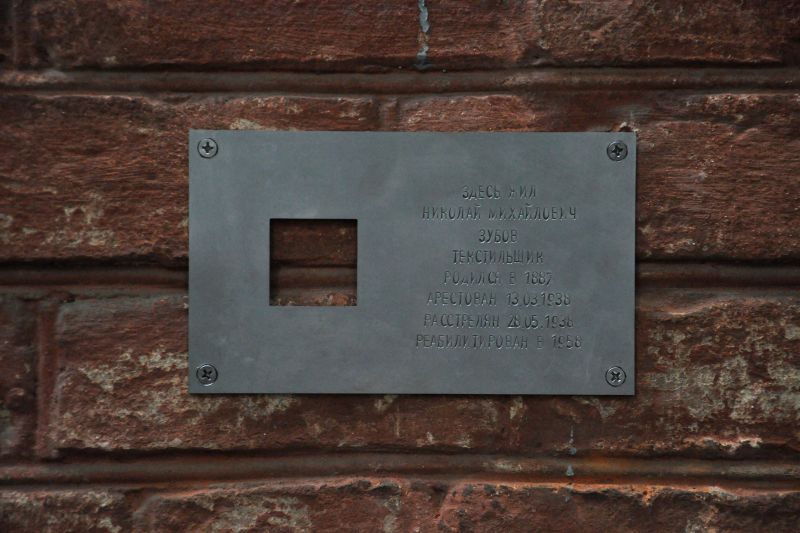 ЗДЕСЬ ЖИЛ
НИКОЛАЙ МИХАЙЛОВИЧ
ЗУБОВ
ТЕКСТИЛЬЩИК
РОДИЛСЯ В 1887
АРЕСТОВАН 13.03.1938
РАССТРЕЛЯН 28.05.1938
РЕАБИЛИТИРОВАН В 1958